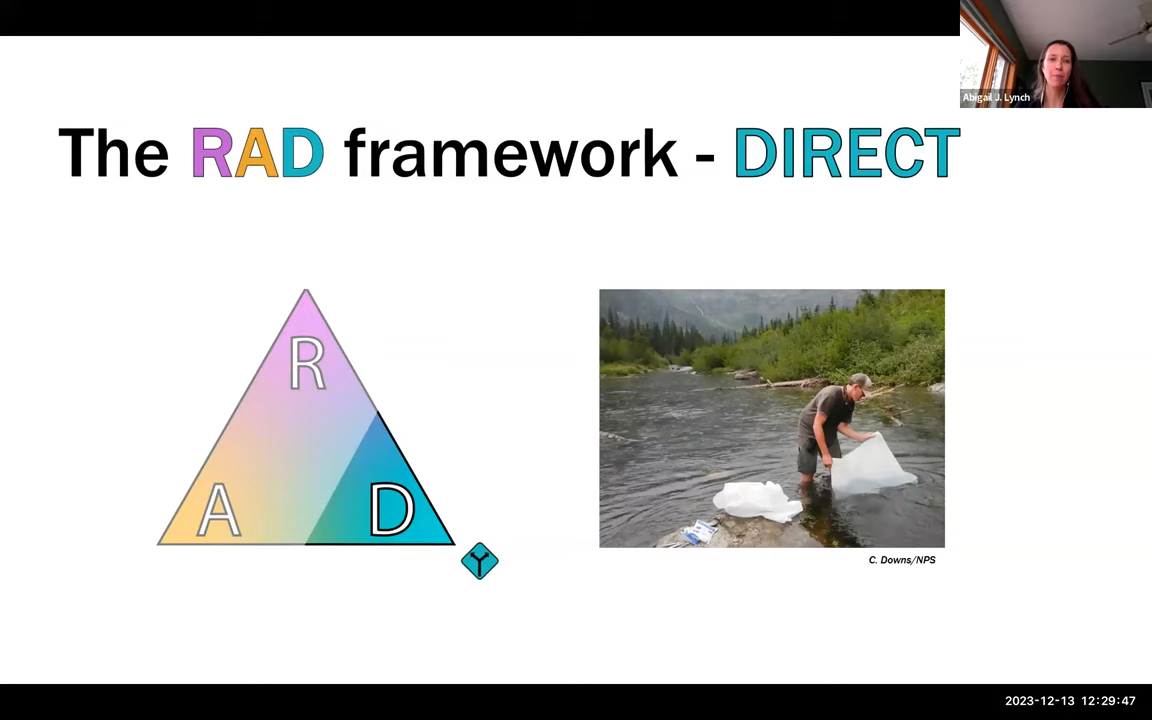 Abigail J. Lynch
The RAD framework - DIRECT
R
A
D
C. Downs/NPS
2023-12-13 12:29:47